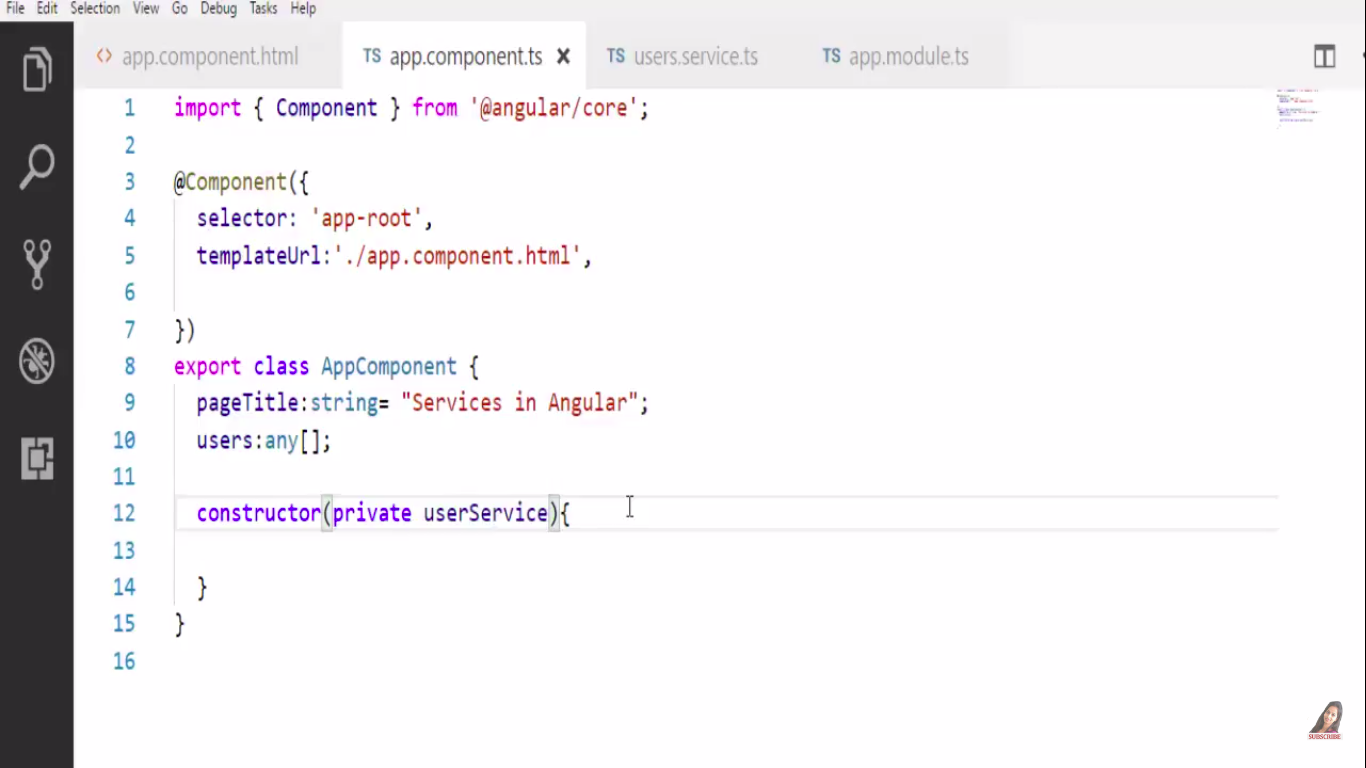 File Edit Selection View Go Debug Tasks Help
<> app.component.html TS app.component.ts TS users.service.ts TS app.module.ts
1 import { Component } from '@angular/core';
2
3 @Component({
4 selector: 'app-root',
5 templateUrl:'./app.component.html',
6
7 })
8 export class AppComponent {
9 pageTitle:string= "Services in Angular";
10 users:any[];
11
12 constructor(private userService){
13
14 }
15 }
16
SUBSCRIBE